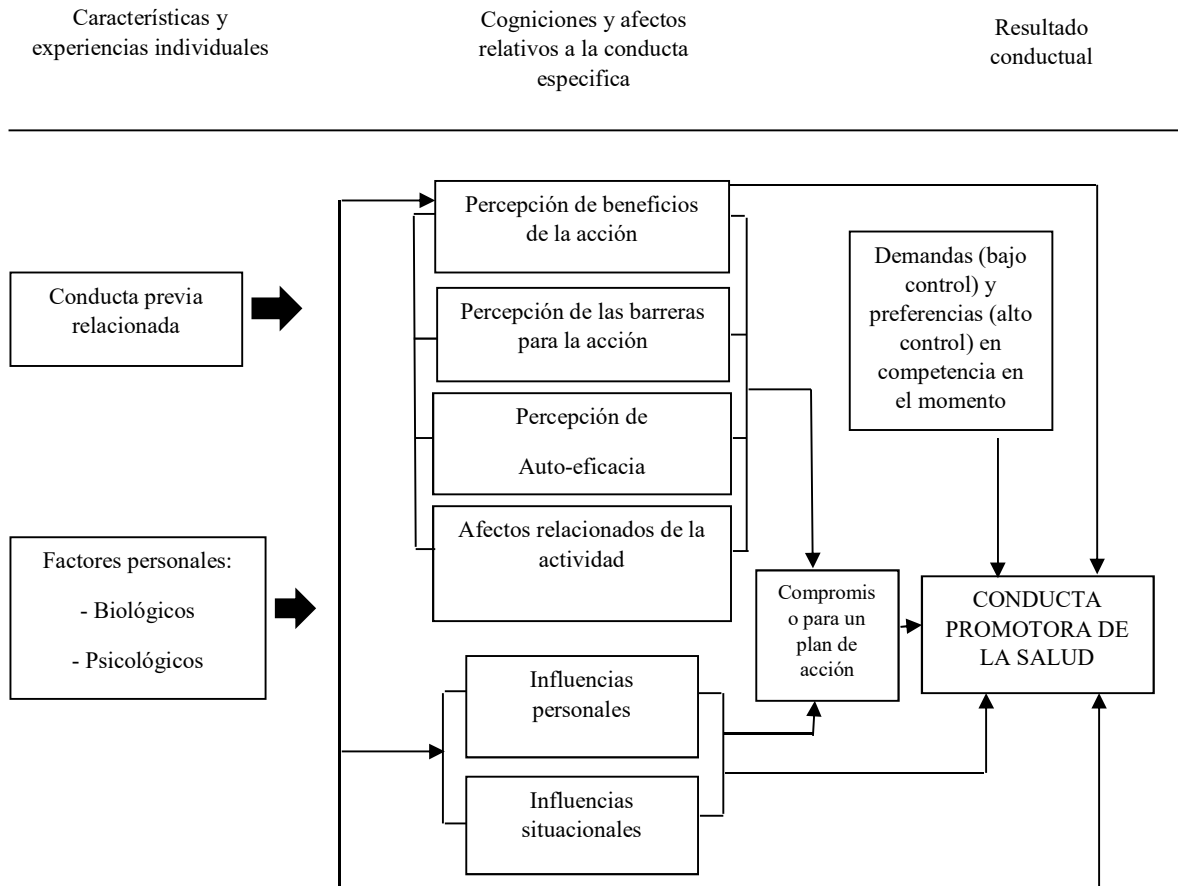 Características y
experiencias individuales
Cogniciones y afectos
relativos a la conducta
especifica
Resultado
conductual
Percepción de beneficios
de la acción
Demandas (bajo
control) y
preferencias (alto
control) en
competencia en
el momento
Conducta previa
relacionada
Percepción de las barreras
para la acción
Percepción de
Auto-eficacia
Factores personales:
- Biológicos
- Psicológicos
Afectos relacionados de la
actividad
Compromis
o para un
plan de
acción
CONDUCTA
PROMOTORA DE
LA SALUD
Influencias
personales
Influencias
situacionales